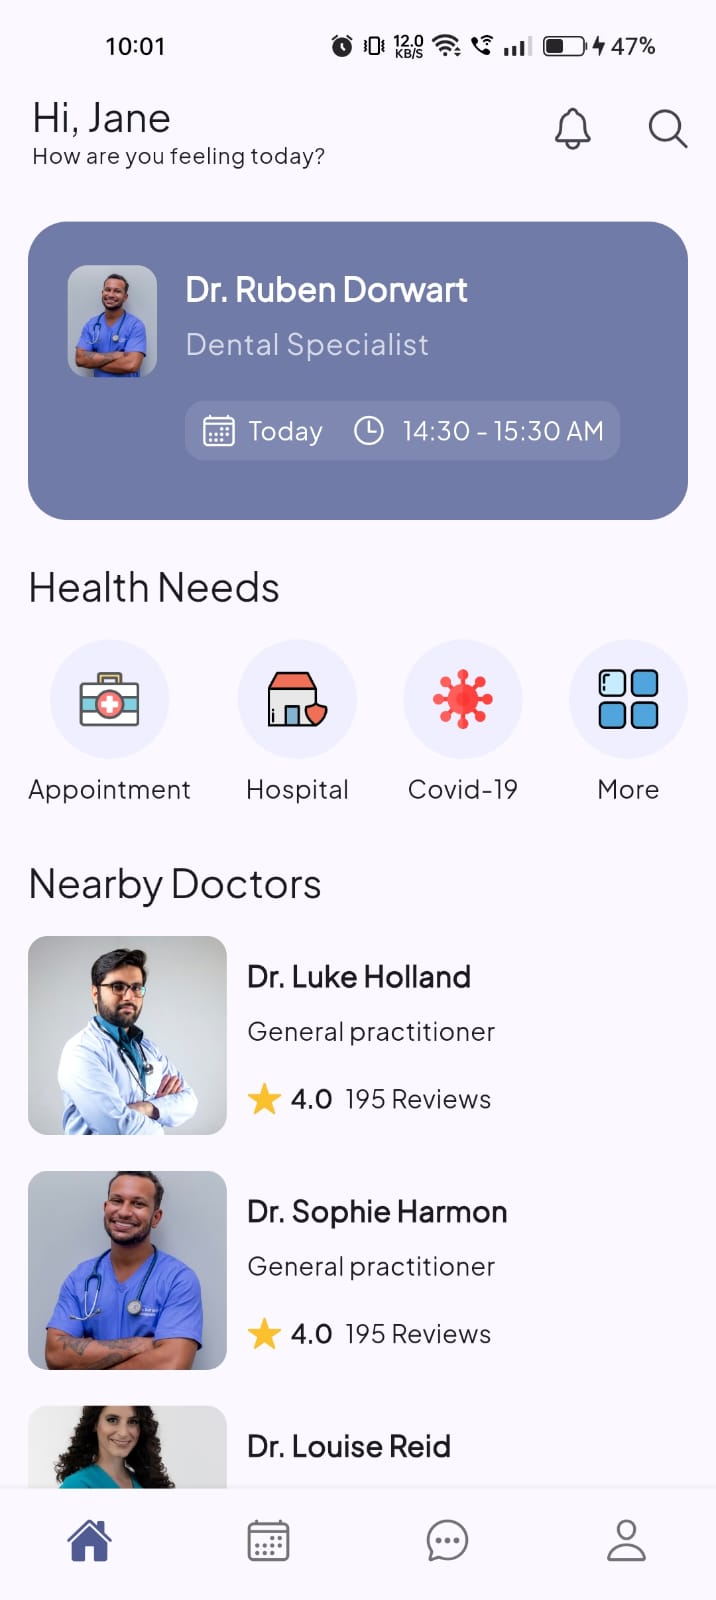 10:01 12.0 KB/S 47%
Hi, Jane
How are you feeling today?
Dr. Ruben Dorwart
Dental Specialist
Today 14:30 - 15:30 AM
Health Needs
Appointment Hospital Covid-19 More
Nearby Doctors
Dr. Luke Holland
General practitioner
4.0 195 Reviews
Dr. Sophie Harmon
General practitioner
4.0 195 Reviews
Dr. Louise Reid